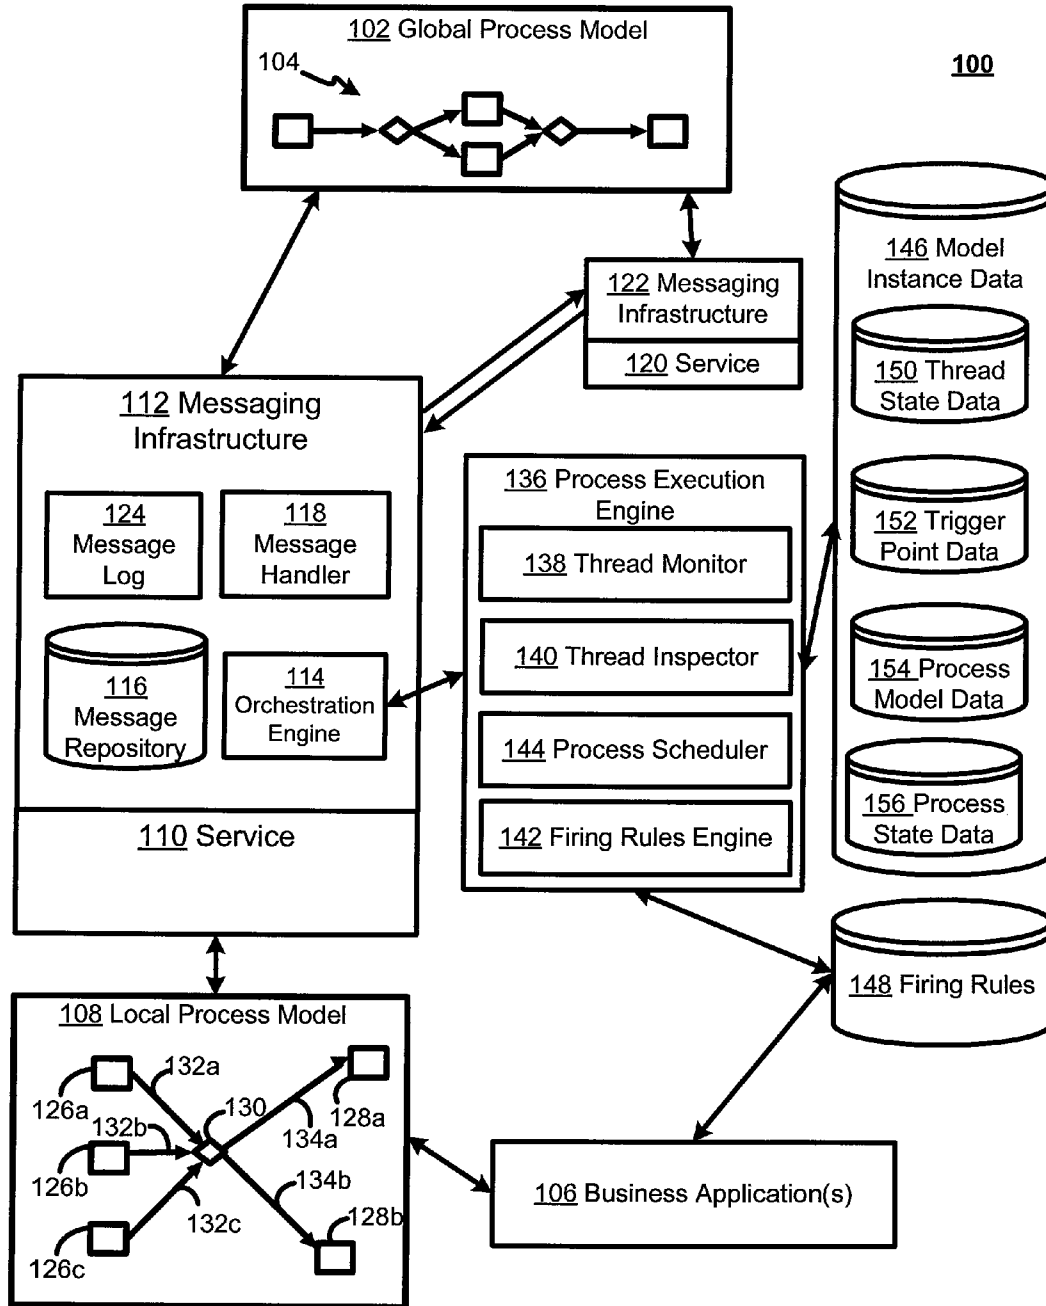 102 Global Process Model
104
100
146 Model
Instance Data
122 Messaging
Infrastructure
120 Service
150 Thread
State Data
112 Messaging
Infrastructure
136 Process Execution
Engine
124
Message
Log
118
Message
Handler
138 Thread Monitor
152 Trigger
Point Data
116
Message
Repository
114
Orchestration
Engine
140 Thread Inspector
154 Process
Model Data
144 Process Scheduler
156 Process
State Data
110 Service
142 Firing Rules Engine
148 Firing Rules
108 Local Process Model
132a
126a
130
128a
132b
134a
126b
134b
132c
128b
126c
106 Business Application(s)